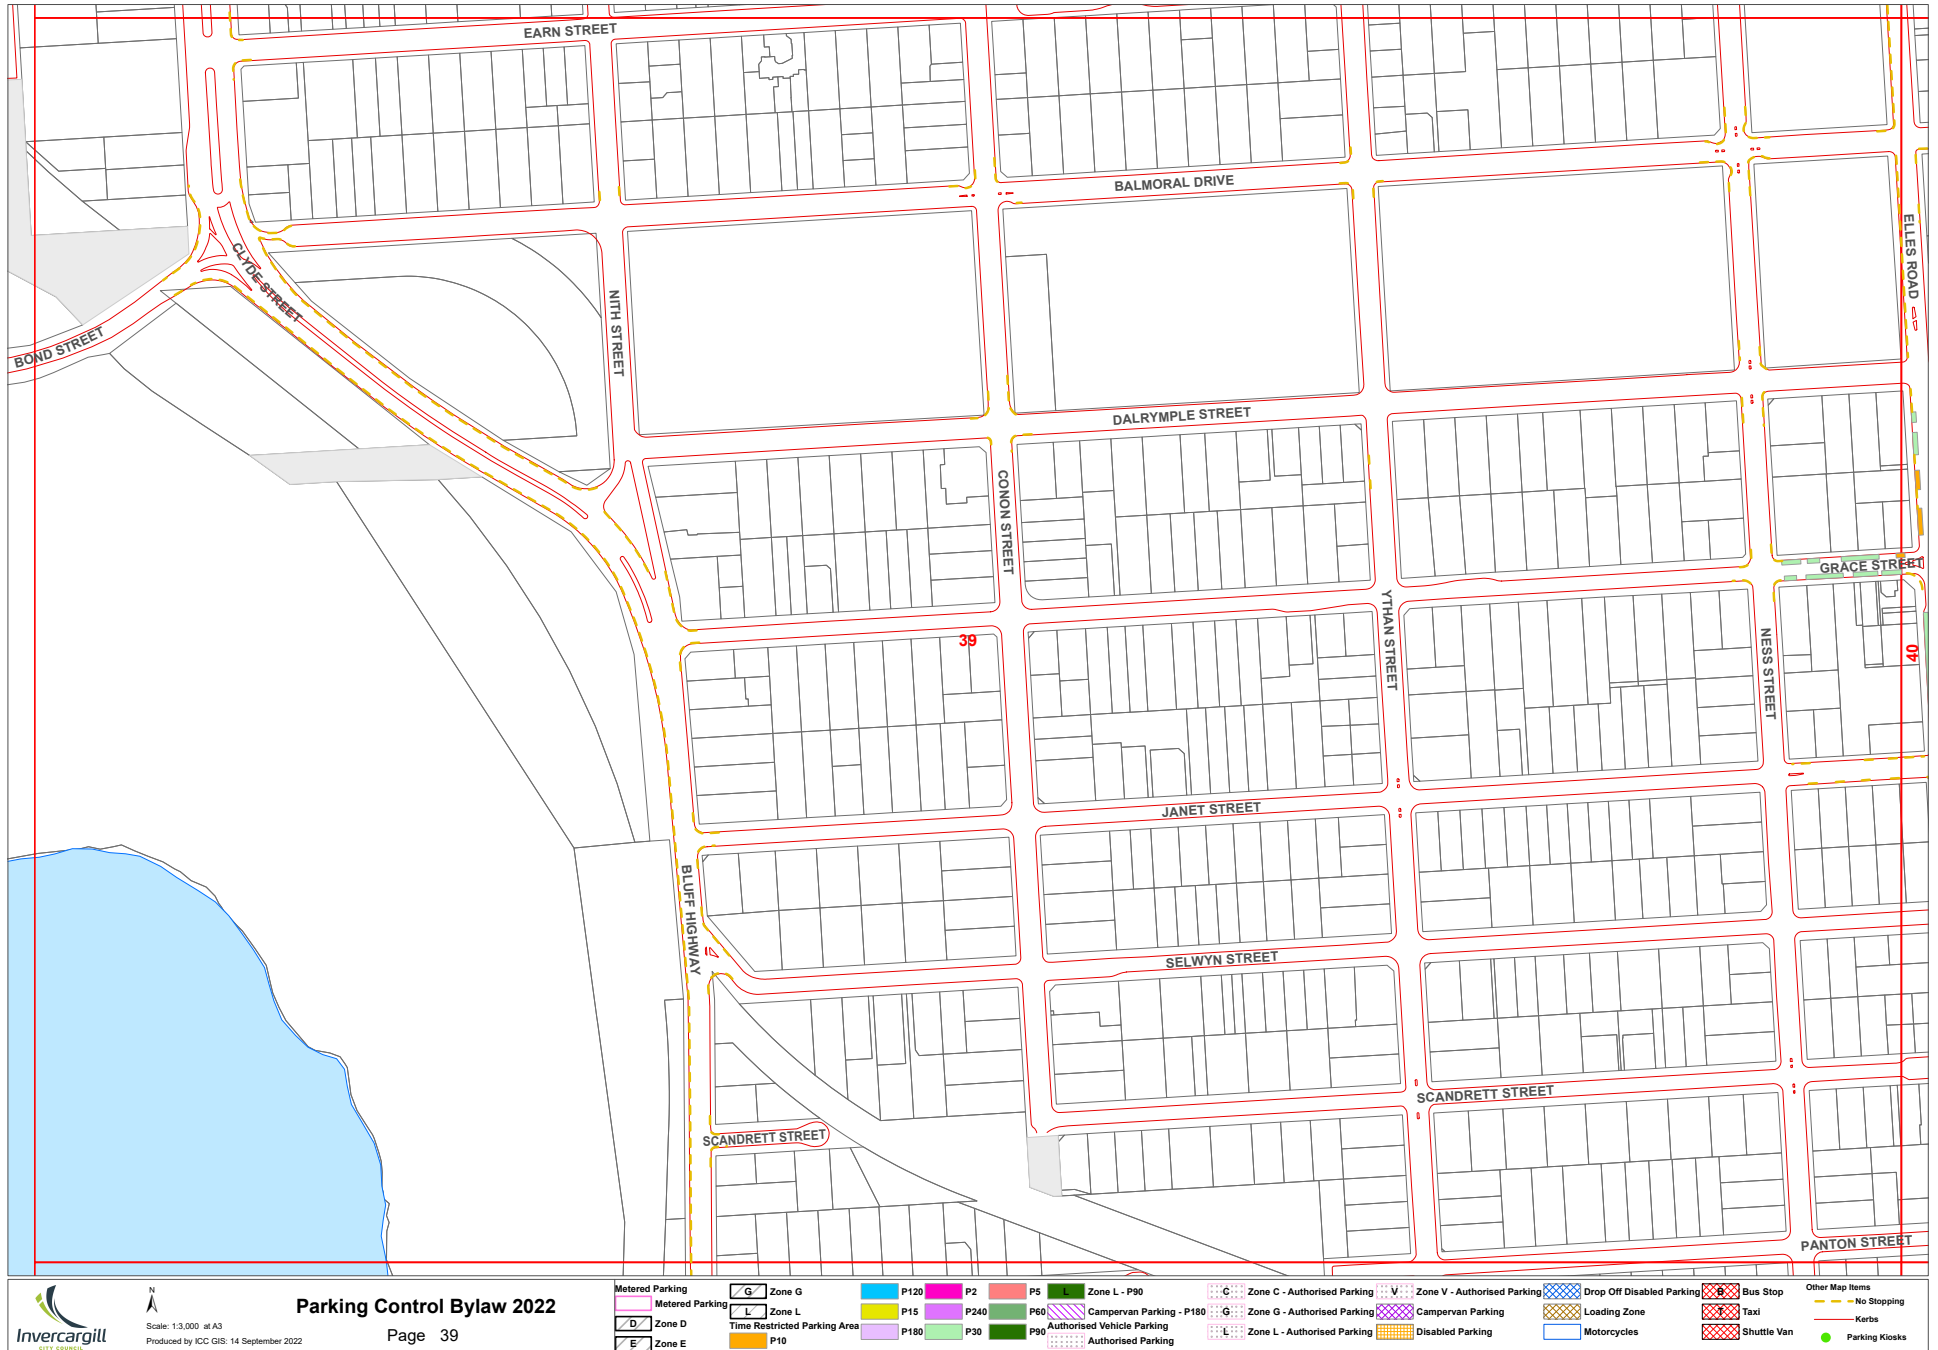 EARN STREET
BALMORAL DRIVE
ELLES ROAD
CLYDE STREET
NITH STREET
BOND STREET
DALRYMPLE STREET
CONON STREET
GRACE STREET
YTHAN STREET
NESS STREET
39
40
JANET STREET
BLUFF HIGHWAY
SELWYN STREET
SCANDRETT STREET
SCANDRETT STREET
PANTON STREET
Invercargill
CITY COUNCIL
N
Scale: 1:3,000 at A3
Produced by ICC GIS: 14 September 2022
Parking Control Bylaw 2022
Page 39
Metered Parking
Metered Parking
D Zone D
E Zone E
G Zone G
L Zone L
Time Restricted Parking Area
P10
P120
P15
P180
P2
P240
P30
P5
P60
P90
L Zone L - P90
Campervan Parking - P180
Authorised Vehicle Parking
Authorised Parking
C Zone C - Authorised Parking
G Zone G - Authorised Parking
L Zone L - Authorised Parking
V Zone V - Authorised Parking
Campervan Parking
Disabled Parking
Drop Off Disabled Parking
Loading Zone
Motorcycles
B Bus Stop
T Taxi
Shuttle Van
Other Map Items
No Stopping
Kerbs
Parking Kiosks